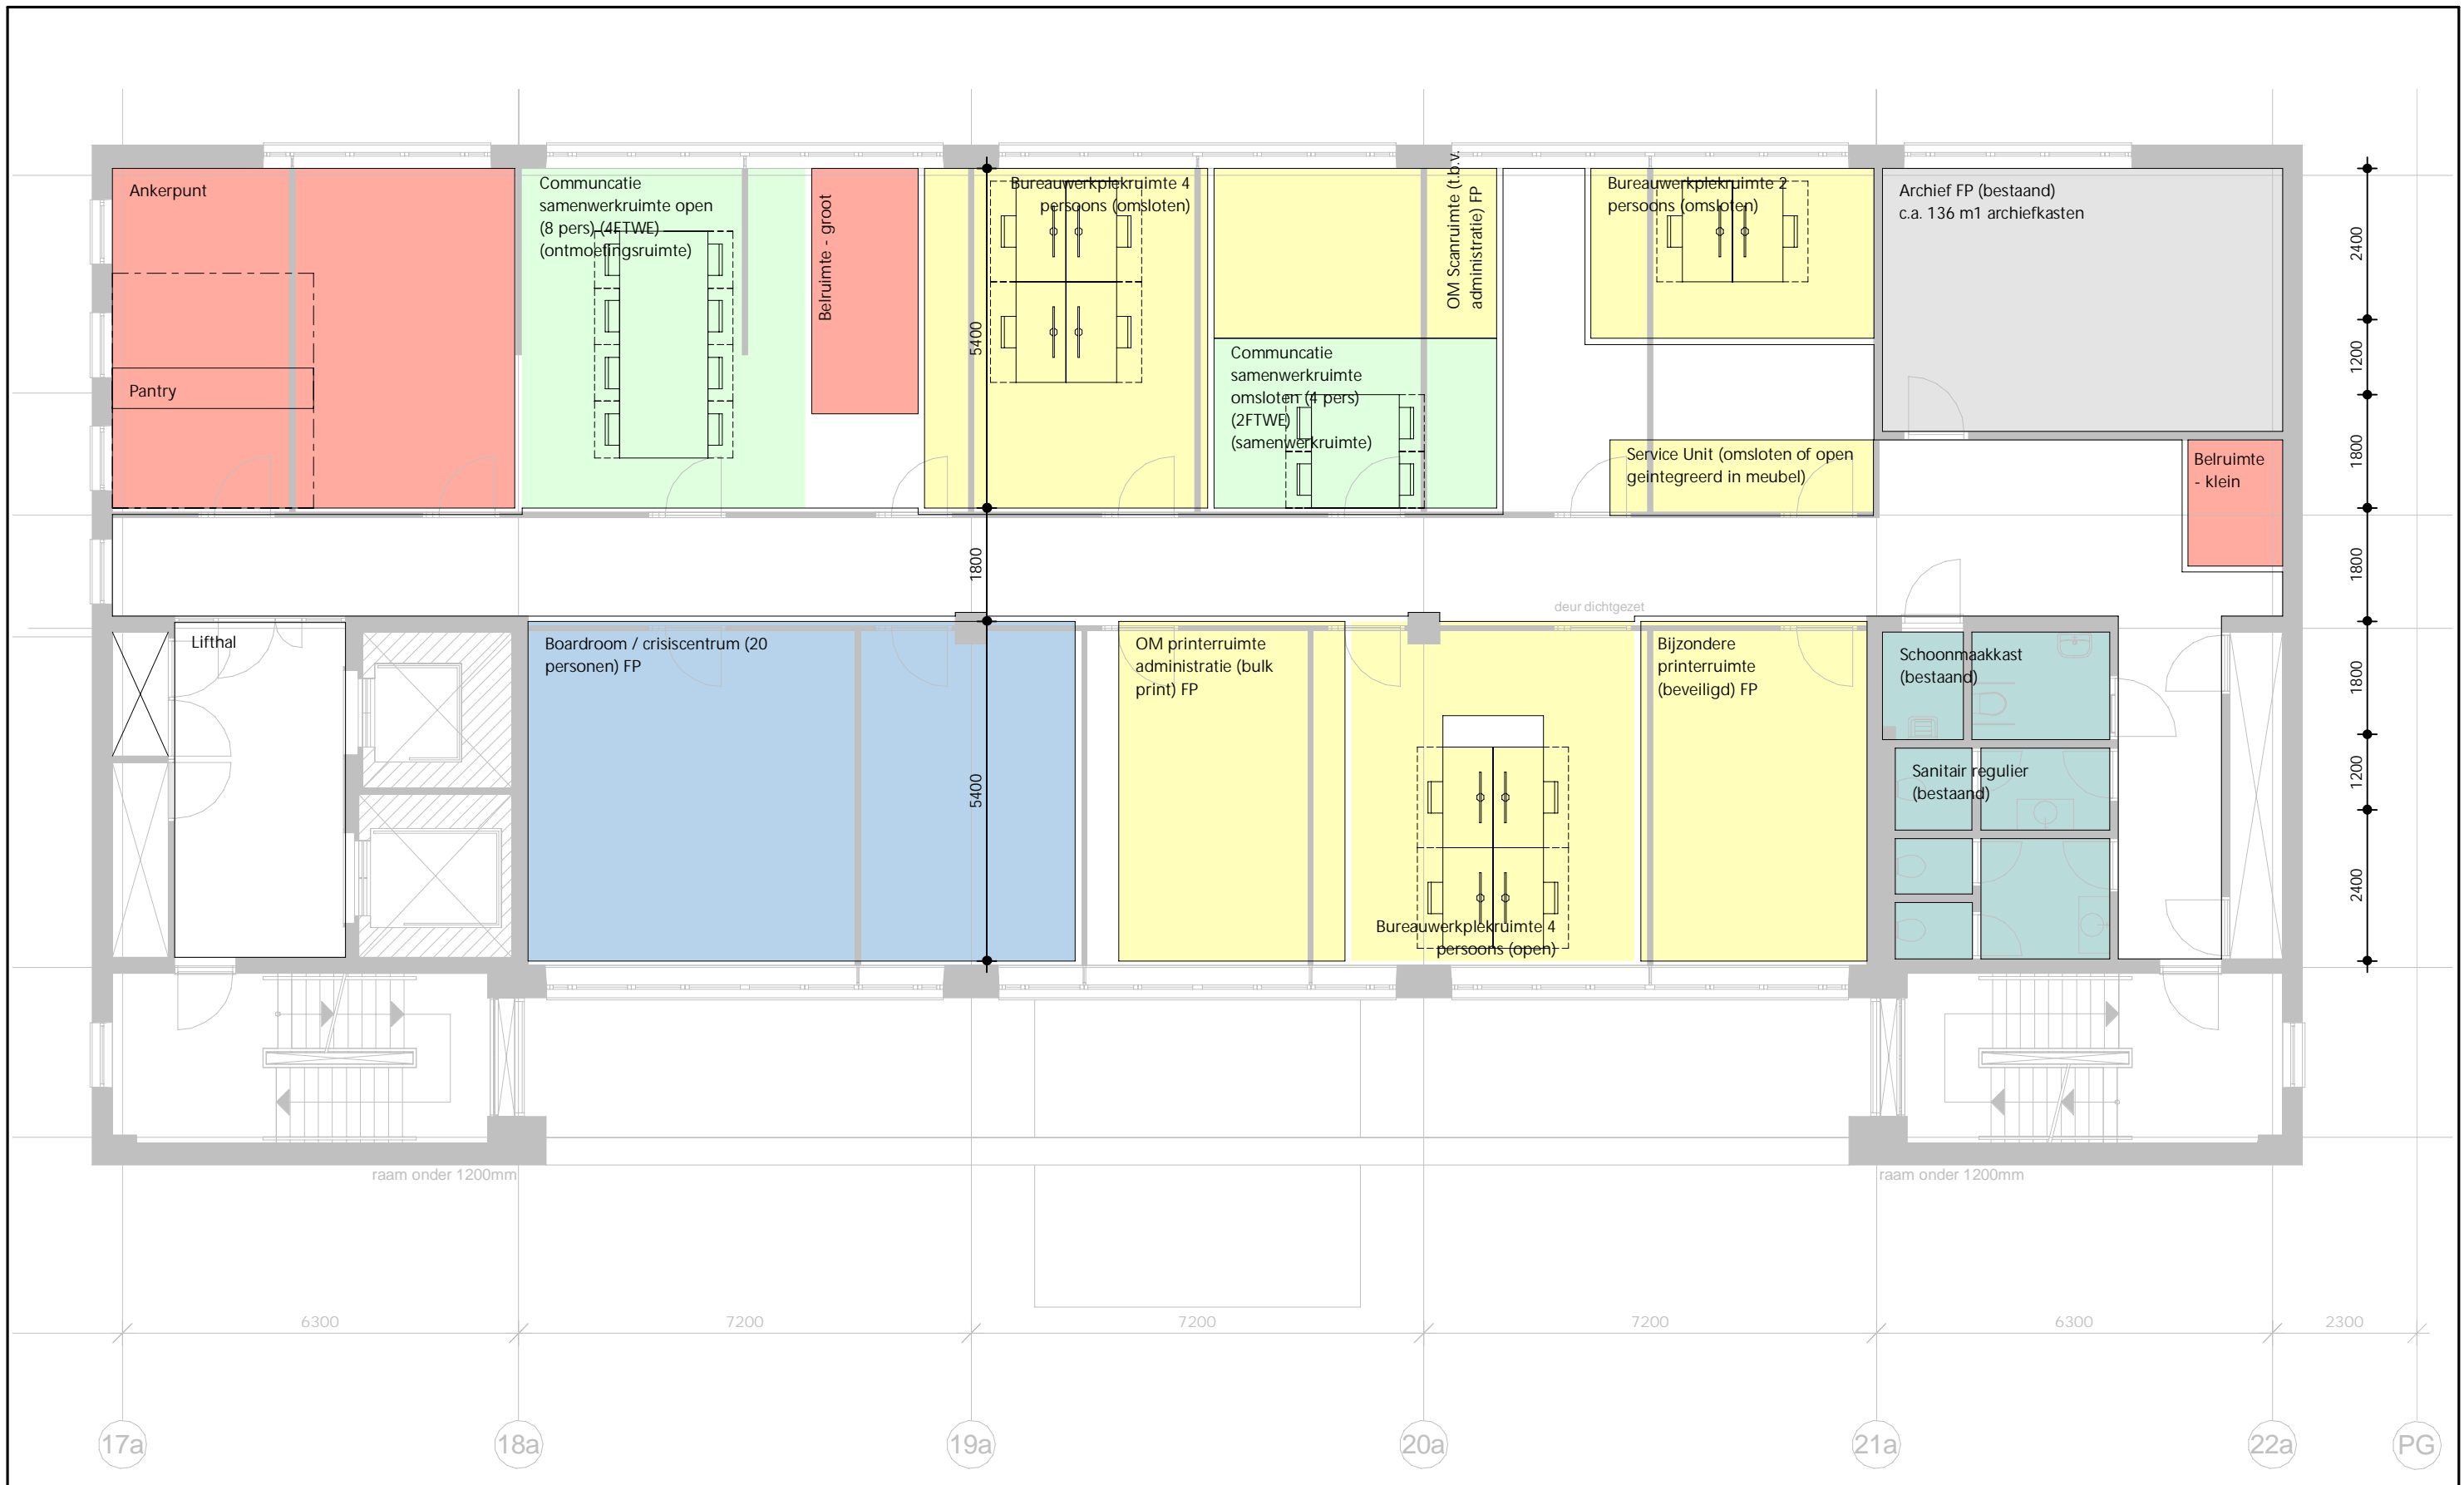 Ankerpunt
Pantry
Communcatie
samenwerkruimte open
(8 pers) (4FTWE)
(ontmoetingsruimte)
Belruimte - groot
Bureauwerkplekruimte 4
persoons (omsloten)
OM Scanruimte (t.b.v.
administratie) FP
Communcatie
samenwerkruimte
omsloten (4 pers)
(2FTWE)
(samenwerkruimte)
Bureauwerkplekruimte 2
persoons (omsloten)
Service Unit (omsloten of open
geintegreerd in meubel)
Archief FP (bestaand)
c.a. 136 m1 archiefkasten
Belruimte
- klein
5400
1800
5400
2400
1200
1800
1800
1800
1200
2400
deur dichtgezet
Lifthal
Boardroom / crisiscentrum (20
personen) FP
OM printerruimte
administratie (bulk
print) FP
Bureauwerkplekruimte 4
persoons (open)
Bijzondere
printerruimte
(beveiligd) FP
Schoonmaakkast
(bestaand)
Sanitair regulier
(bestaand)
raam onder 1200mm
raam onder 1200mm
6300
7200
7200
7200
6300
2300
17a
18a
19a
20a
21a
22a
PG